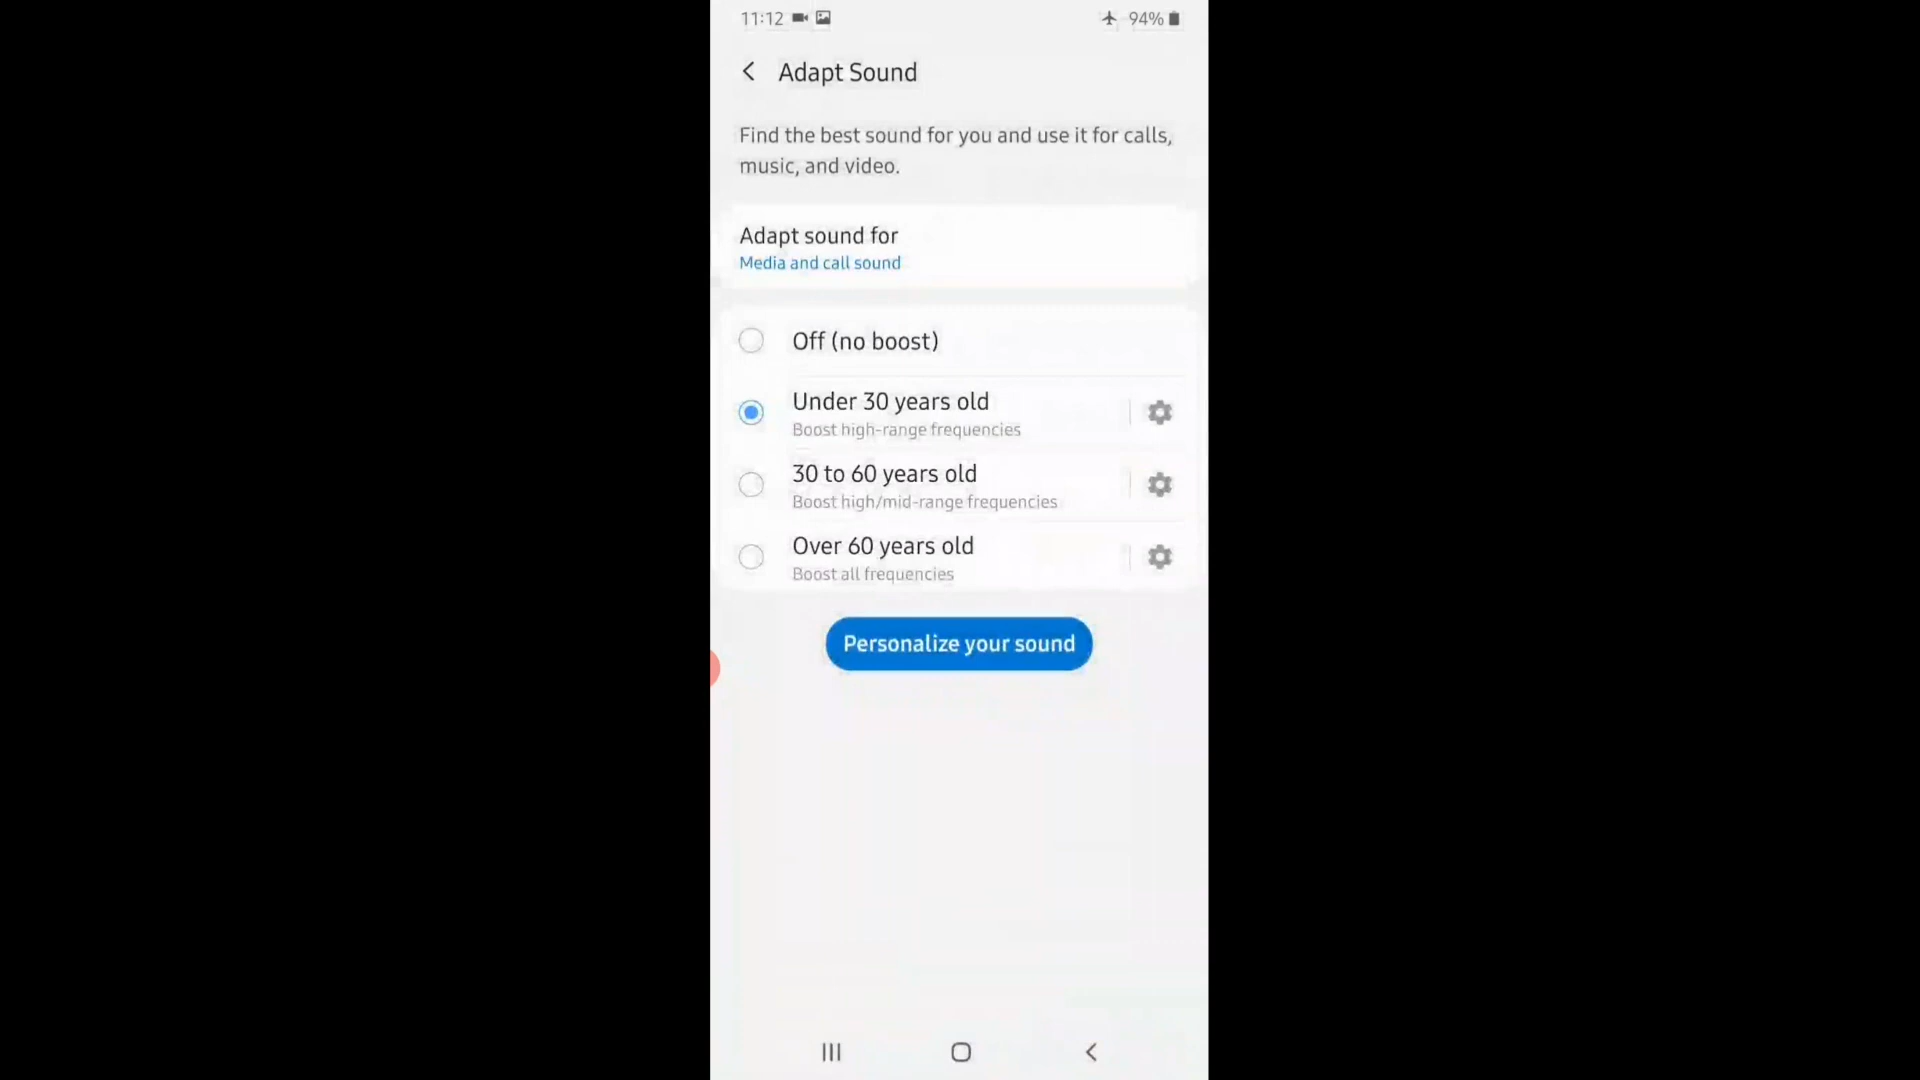 11:12
94%
Adapt Sound
Find the best sound for you and use it for calls,
music, and video.
Adapt sound for
Media and call sound
Off (no boost)
Under 30 years old
Boost high-range frequencies
30 to 60 years old
Boost high/mid-range frequencies
Over 60 years old
Boost all frequencies
Personalize your sound